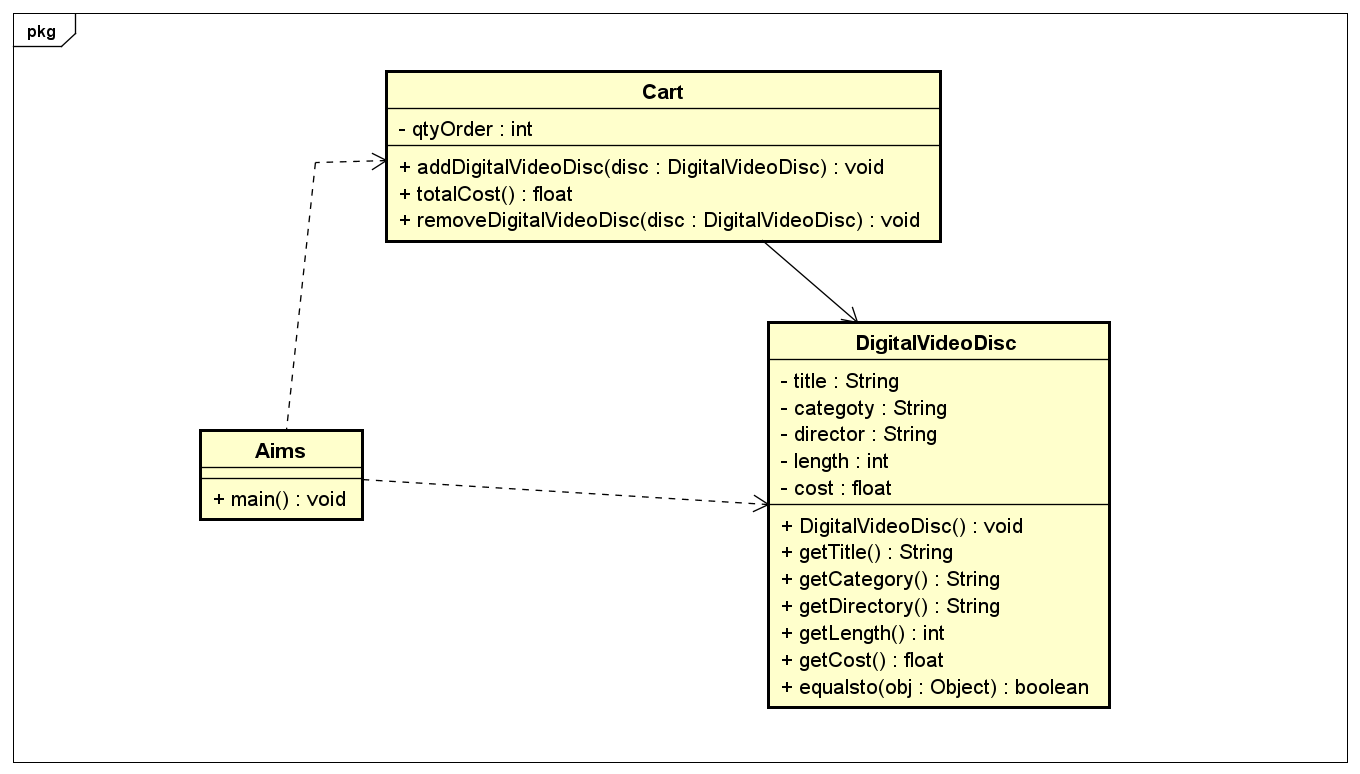 pkg
Cart
- qtyOrder : int
+ addDigitalVideoDisc(disc : DigitalVideoDisc) : void
+ totalCost() : float
+ removeDigitalVideoDisc(disc : DigitalVideoDisc) : void
DigitalVideoDisc
- title : String
- categoty : String
- director : String
- length : int
- cost : float
+ DigitalVideoDisc() : void
+ getTitle() : String
+ getCategory() : String
+ getDirectory() : String
+ getLength() : int
+ getCost() : float
+ equalsto(obj : Object) : boolean
Aims
+ main() : void